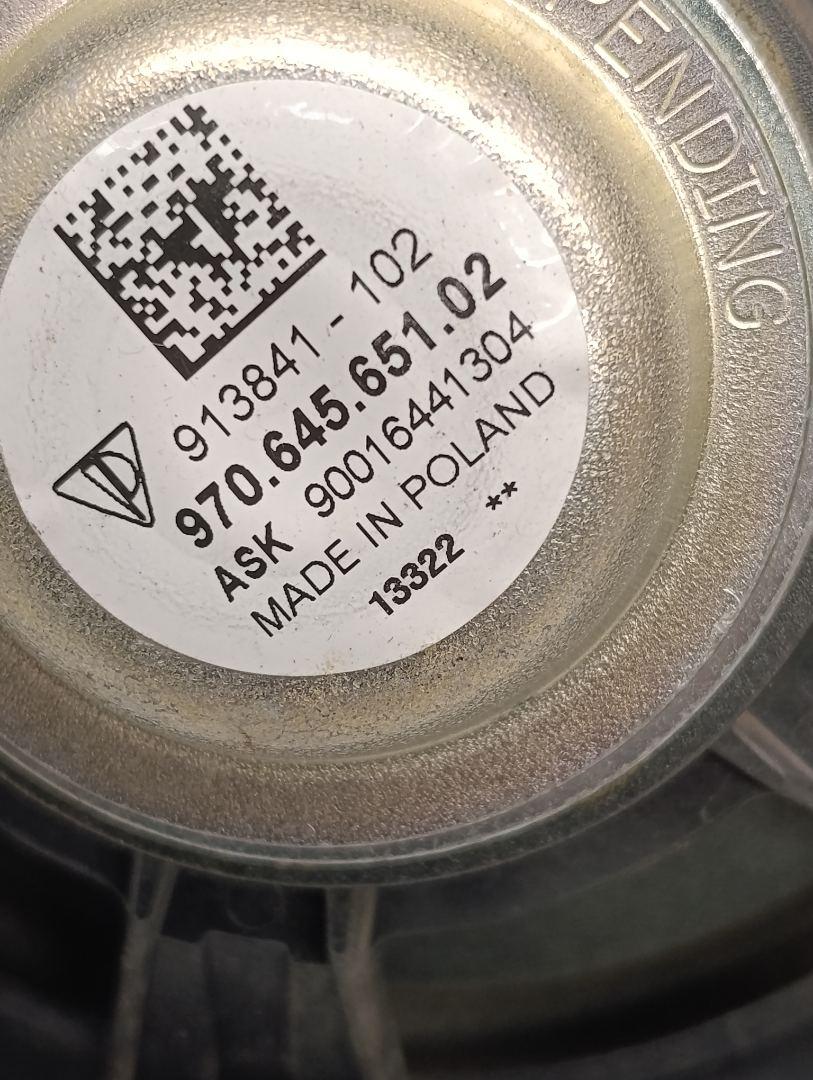 PENDING
913841 - 102
970.645.651.02
ASK 90016441304
MADE IN POLAND
13322 **